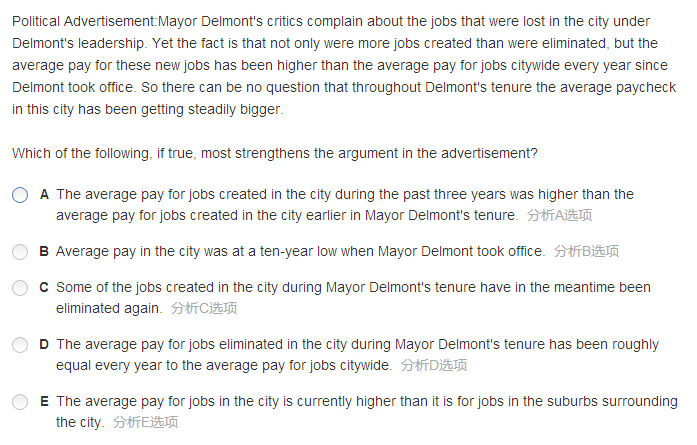 Political Advertisement:Mayor Delmont's critics complain about the jobs that were lost in the city under
Delmont's leadership. Yet the fact is that not only were more jobs created than were eliminated, but the
average pay for these new jobs has been higher than the average pay for jobs citywide every year since
Delmont took office. So there can be no question that throughout Delmont's tenure the average paycheck
in this city has been getting steadily bigger.
Which of the following, if true, most strengthens the argument in the advertisement?
A The average pay for jobs created in the city during the past three years was higher than the
average pay for jobs created in the city earlier in Mayor Delmont's tenure. 分析A选项
B Average pay in the city was at a ten-year low when Mayor Delmont took office. 分析B选项
C Some of the jobs created in the city during Mayor Delmont's tenure have in the meantime been
eliminated again. 分析C选项
D The average pay for jobs eliminated in the city during Mayor Delmont's tenure has been roughly
equal every year to the average pay for jobs citywide. 分析D选项
E The average pay for jobs in the city is currently higher than it is for jobs in the suburbs surrounding
the city. 分析E选项